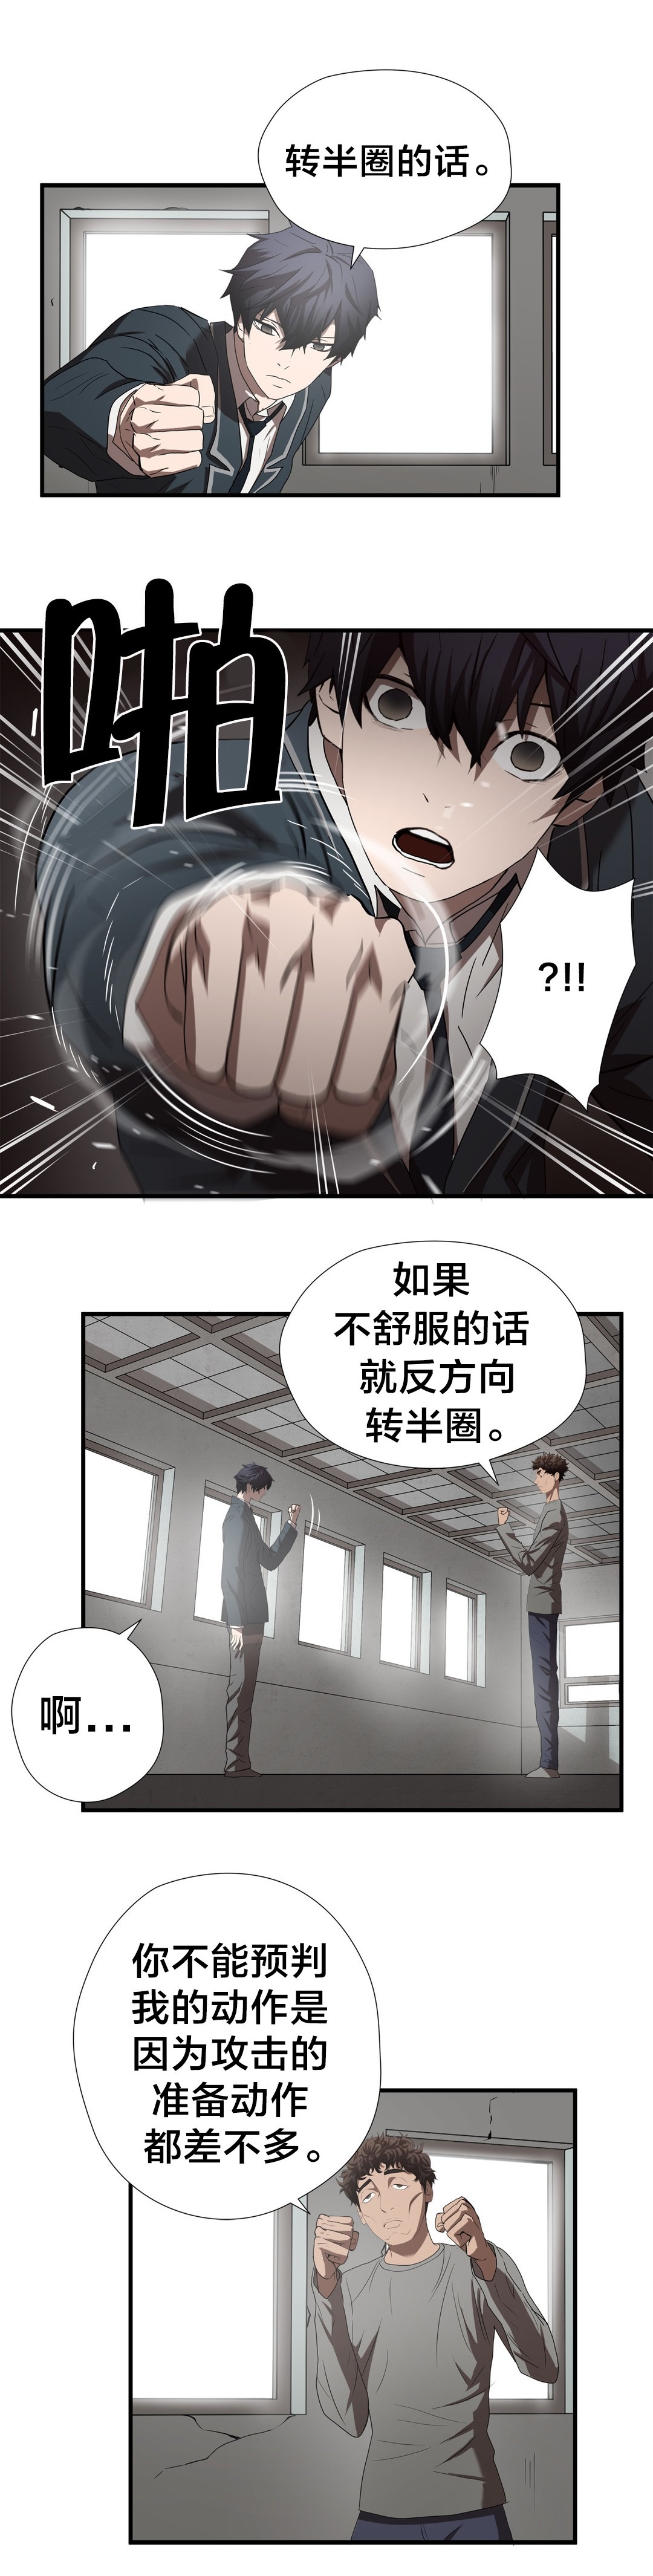 转半圈的话。
啪
?!!
如果
不舒服的话
就反方向
转半圈。
啊...
你不能预判
我的动作是
因为攻击的
准备动作
都差不多。